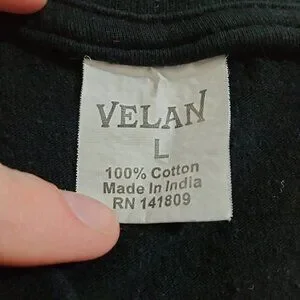 VELAN
L
100% Cotton
Made In India
RN 141809